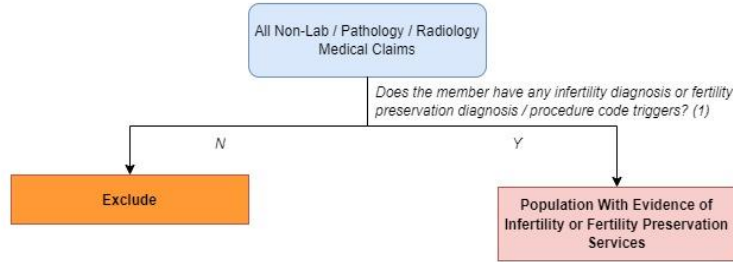 All Non-Lab / Pathology / Radiology
Medical Claims
Does the member have any infertility diagnosis or fertility
preservation diagnosis / procedure code triggers? (1)
N
Y
Exclude
Population With Evidence of
Infertility or Fertility Preservation
Services